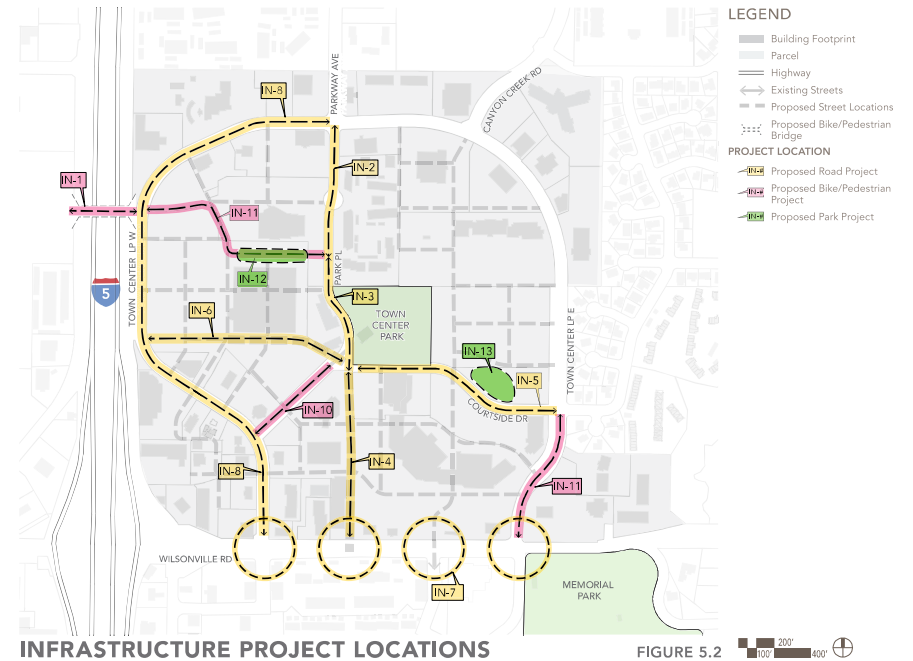 LEGEND
Building Footprint
Parcel
Highway
Existing Streets
Proposed Street Locations
Proposed Bike/Pedestrian
Bridge
PROJECT LOCATION
IN-# Proposed Road Project
IN-# Proposed Bike/Pedestrian
Project
IN-# Proposed Park Project
PARKWAY AVE
CANYON CREEK RD
IN-8
IN-2
IN-1
IN-11
TOWN CENTER LP W
PARK PL
IN-12
5
IN-3
IN-6
TOWN
CENTER
PARK
TOWN CENTER LP E
IN-13
IN-5
COURTSIDE DR
IN-10
IN-4
IN-8
IN-11
WILSONVILLE RD
IN-7
MEMORIAL
PARK
INFRASTRUCTURE PROJECT LOCATIONS
FIGURE 5.2
200'
100'
400'